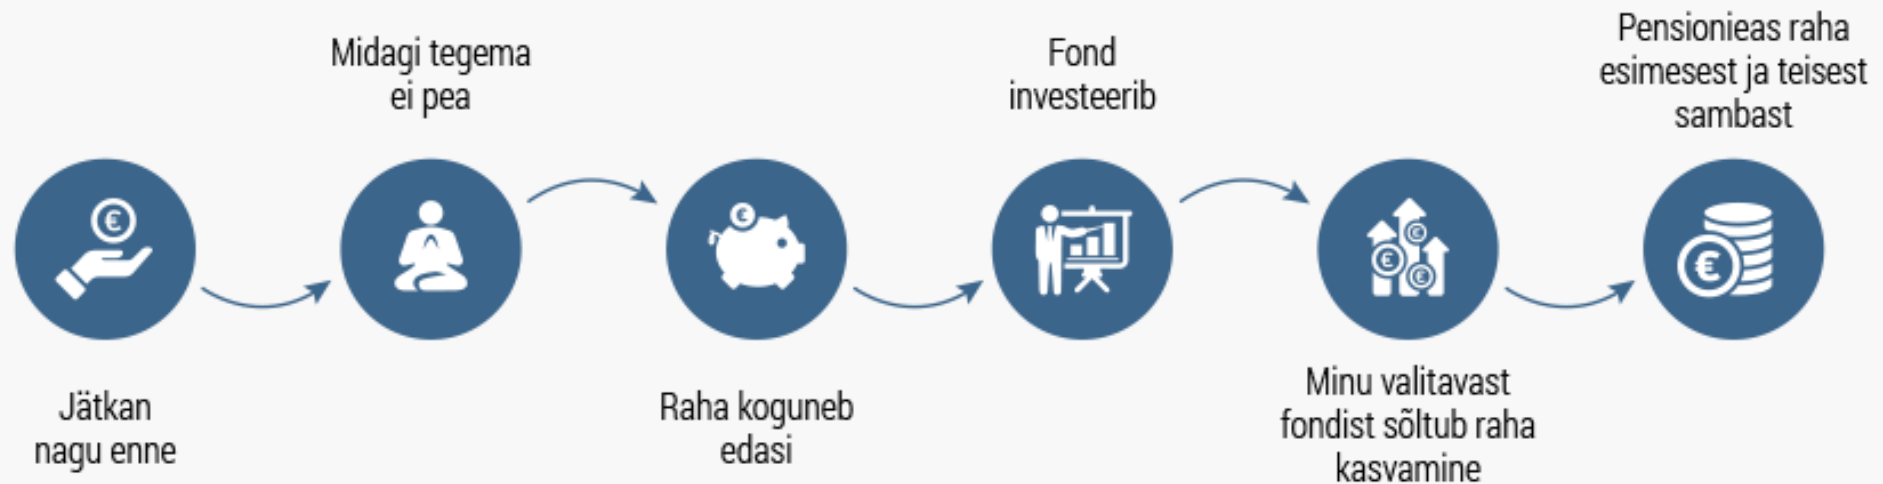 Jätkan
nagu enne
Midagi tegema
ei pea
Raha koguneb
edasi
Fond
investeerib
Minu valitavast
fondist sõltub raha
kasvamine
Pensionieas raha
esimesest ja teisest
sambast